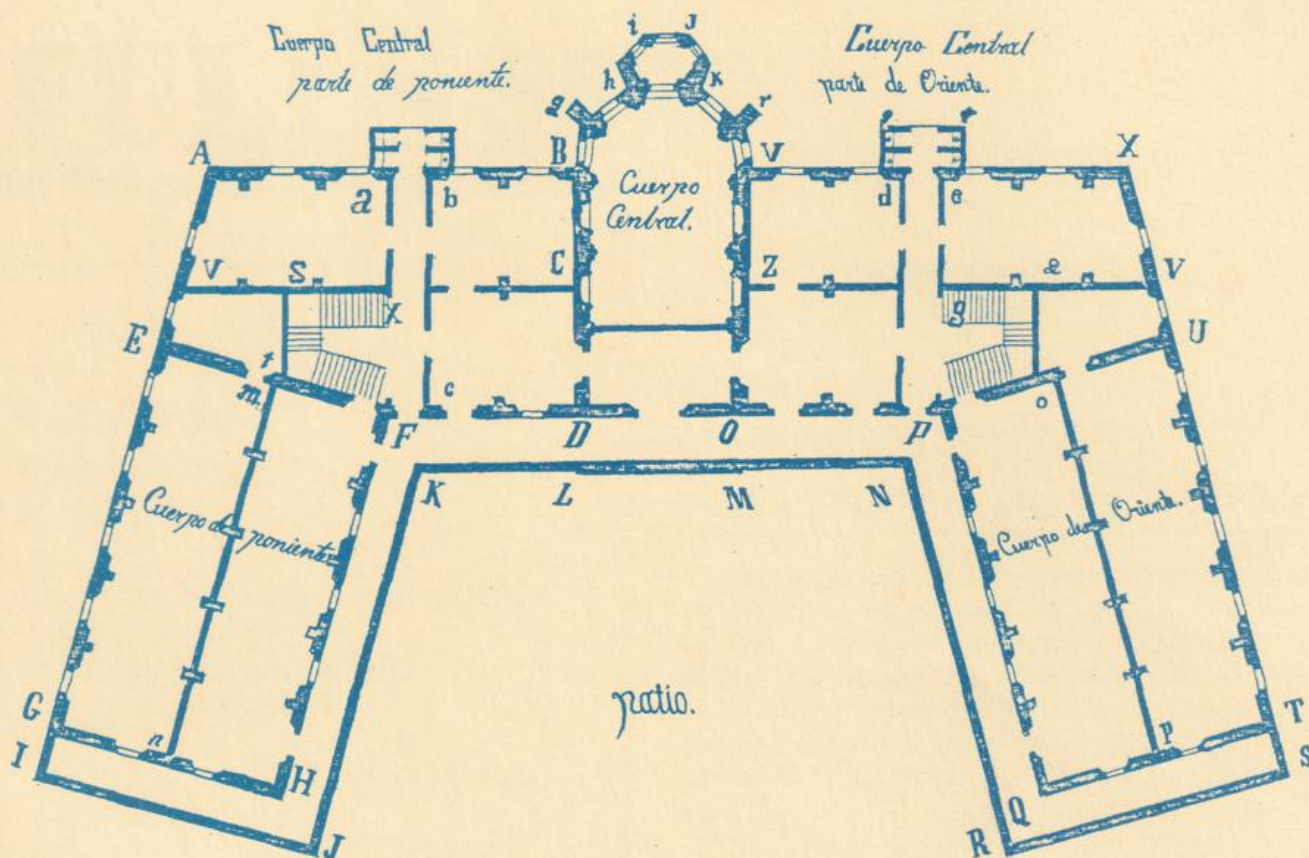 Cuerpo Central
parte de poniente.
Cuerpo Central
parte de Oriente.
i J
h K
g r
A B V X
a b d e
Cuerpo
Central.
V S C Z V
X g
E U
f
m. c o
F D O P
K L M N
Cuerpo de poniente
Cuerpo de Oriente.
patio.
G n p T
I H Q S
J R